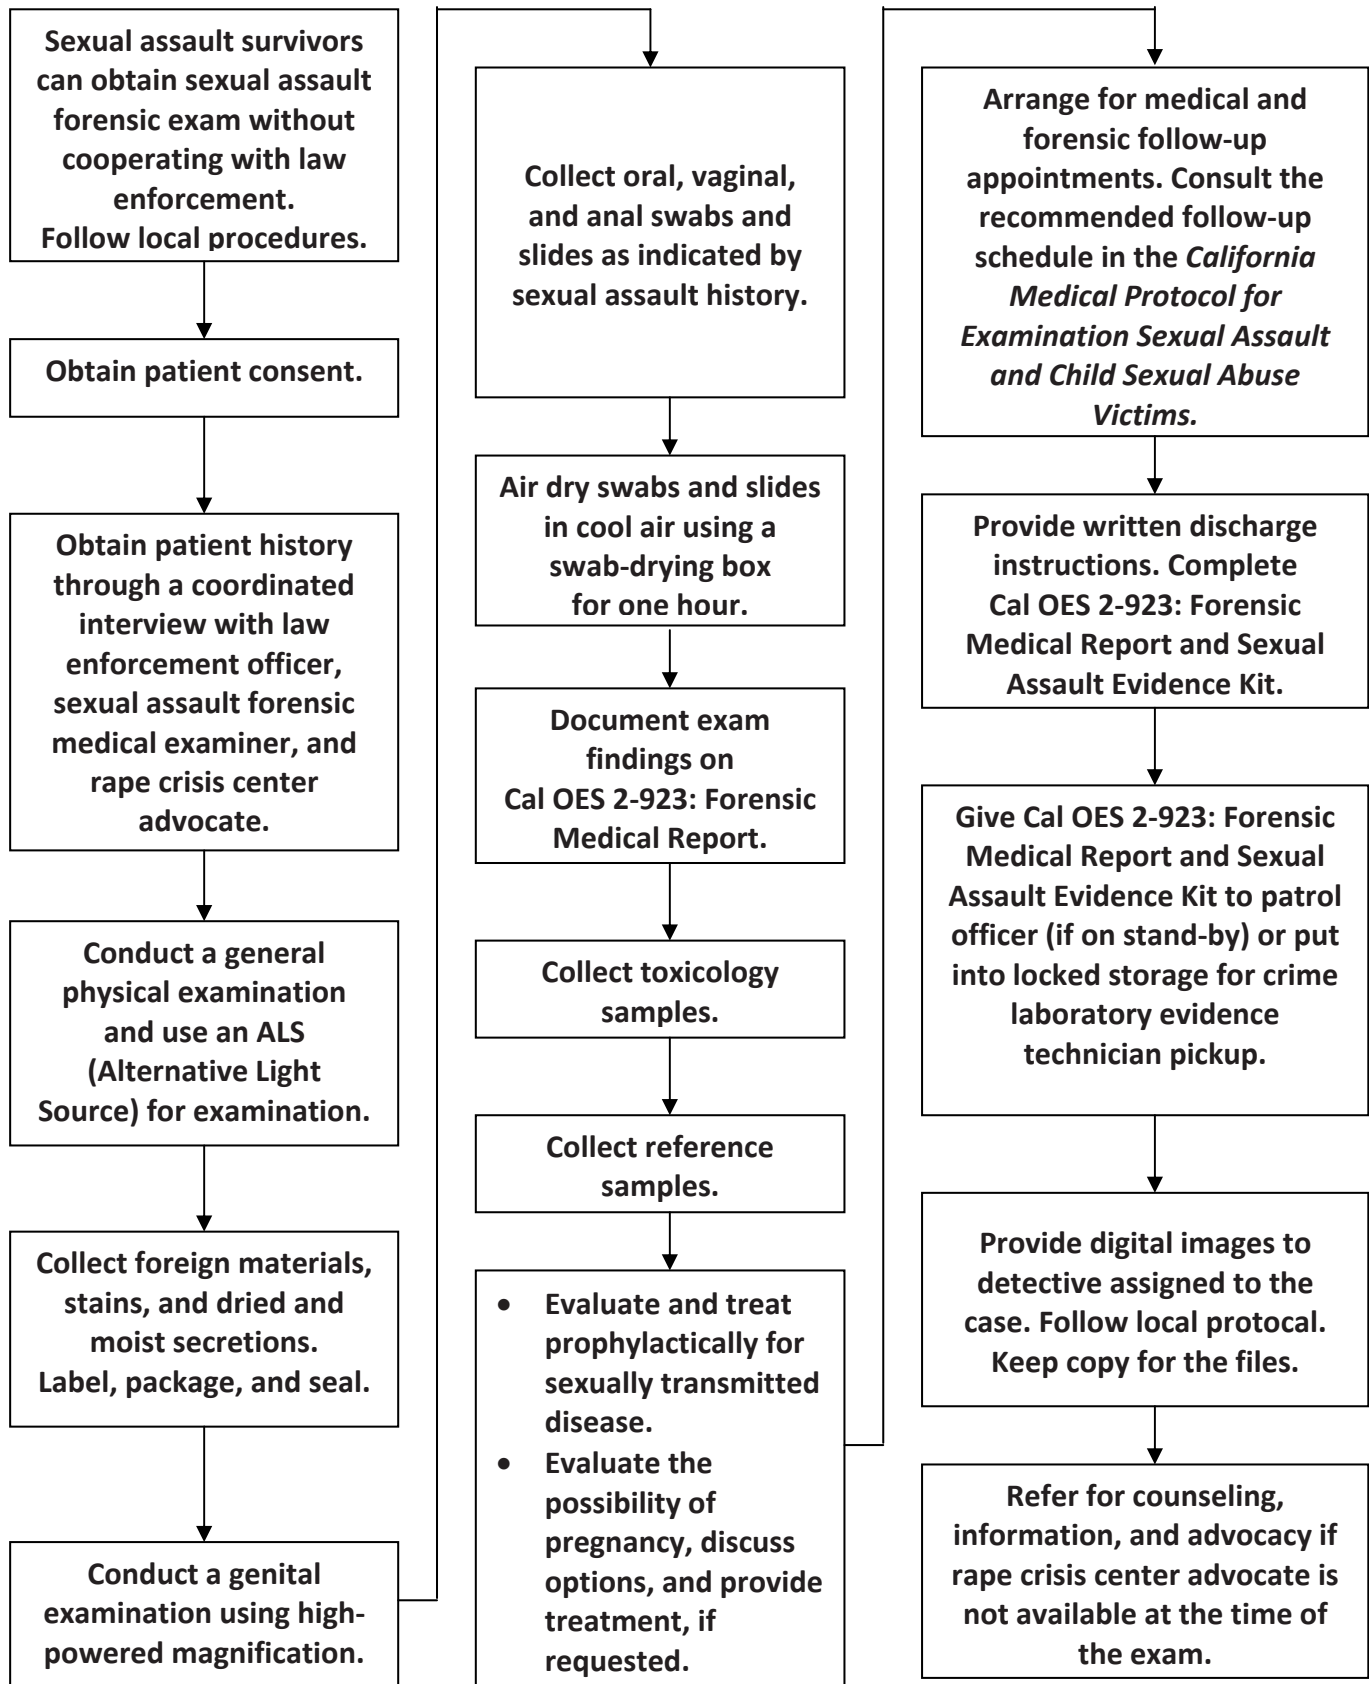 Sexual assault survivors
can obtain sexual assault
forensic exam without
cooperating with law
enforcement.
Follow local procedures.
Obtain patient consent.
Obtain patient history
through a coordinated
interview with law
enforcement officer,
sexual assault forensic
medical examiner, and
rape crisis center
advocate.
Conduct a general
physical examination
and use an ALS
(Alternative Light
Source) for examination.
Collect foreign materials,
stains, and dried and
moist secretions.
Label, package, and seal.
Conduct a genital
examination using high-
powered magnification.
Collect oral, vaginal,
and anal swabs and
slides as indicated by
sexual assault history.
Air dry swabs and slides
in cool air using a
swab-drying box
for one hour.
Document exam
findings on
Cal OES 2-923: Forensic
Medical Report.
Collect toxicology
samples.
Collect reference
samples.
• Evaluate and treat
prophylactically for
sexually transmitted
disease.
• Evaluate the
possibility of
pregnancy, discuss
options, and provide
treatment, if
requested.
Arrange for medical and
forensic follow-up
appointments. Consult the
recommended follow-up
schedule in the California
Medical Protocol for
Examination Sexual Assault
and Child Sexual Abuse
Victims.
Provide written discharge
instructions. Complete
Cal OES 2-923: Forensic
Medical Report and Sexual
Assault Evidence Kit.
Give Cal OES 2-923: Forensic
Medical Report and Sexual
Assault Evidence Kit to patrol
officer (if on stand-by) or put
into locked storage for crime
laboratory evidence
technician pickup.
Provide digital images to
detective assigned to the
case. Follow local protocal.
Keep copy for the files.
Refer for counseling,
information, and advocacy if
rape crisis center advocate is
not available at the time of
the exam.